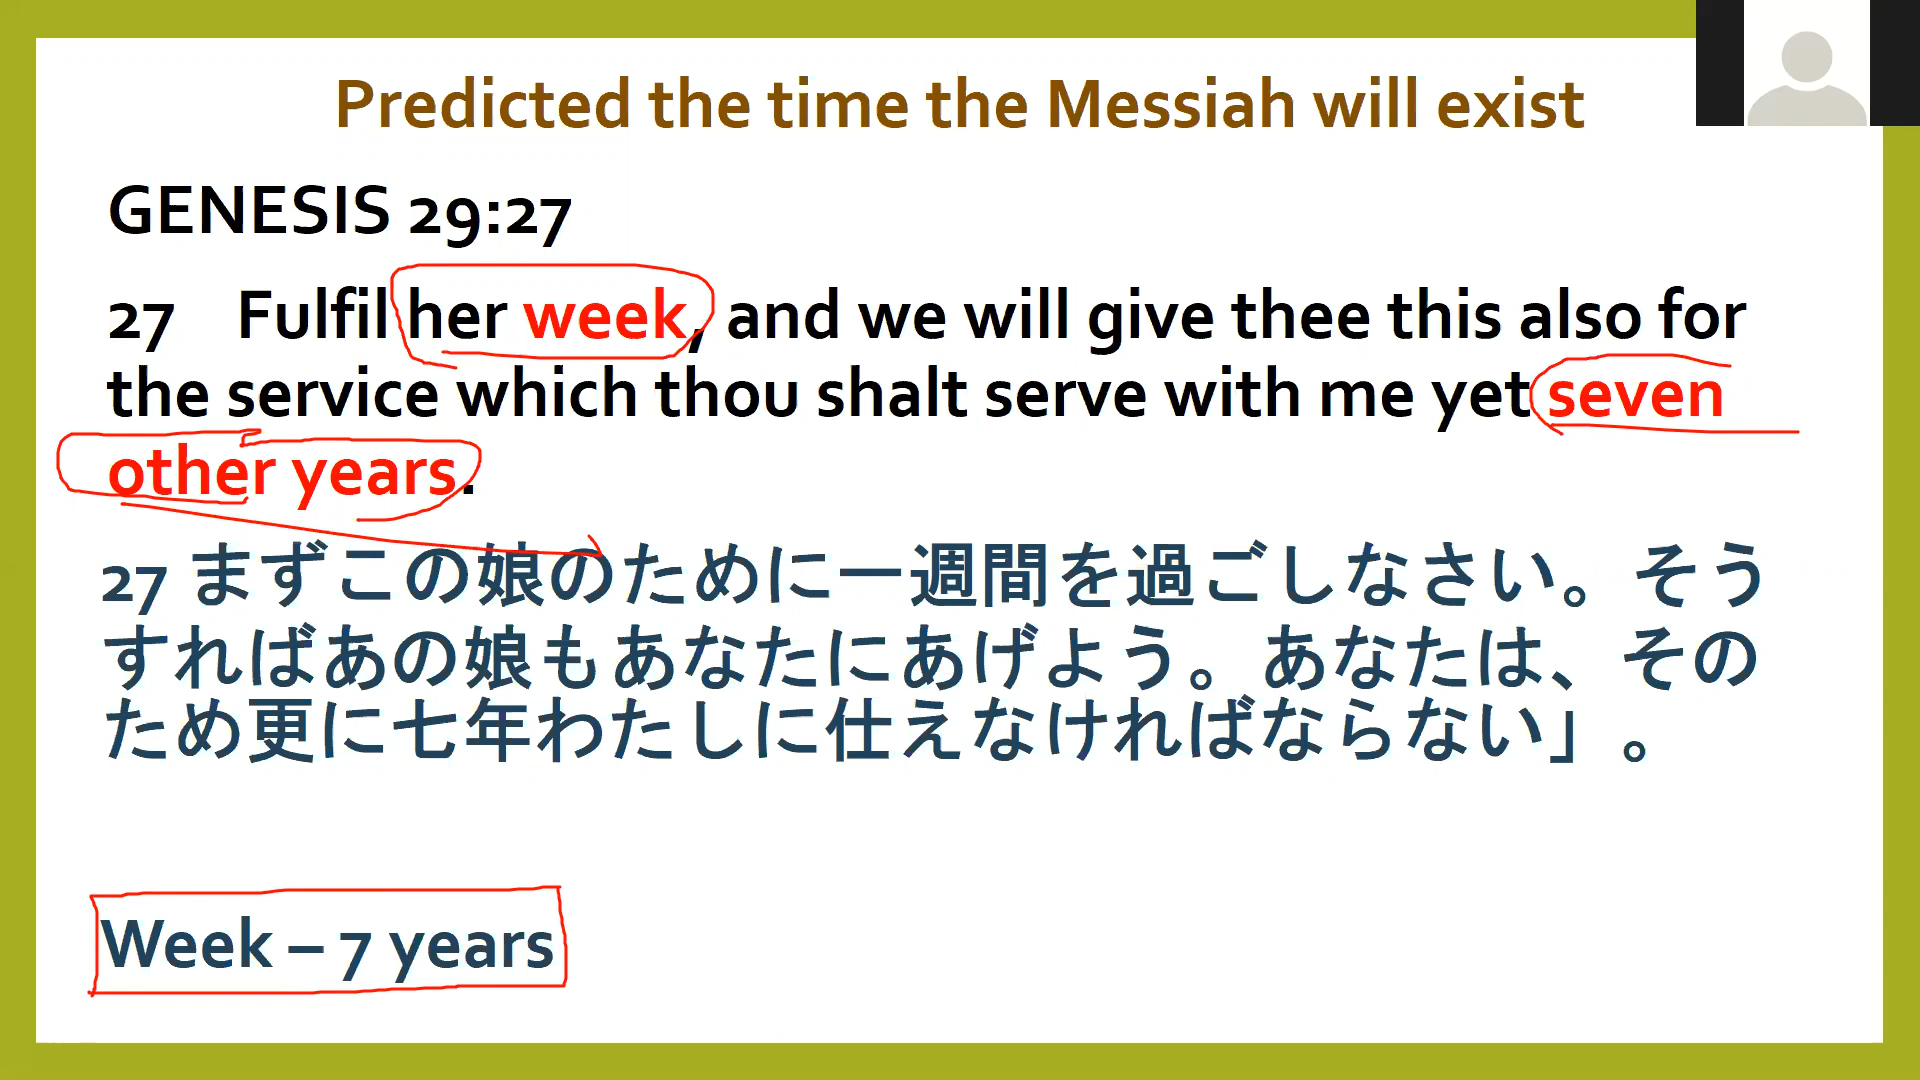 Predicted the time the Messiah will exist
GENESIS 29:27
27 Fulfil her week, and we will give thee this also for
the service which thou shalt serve with me yet seven
other years.
27 まずこの娘のために一週間を過ごしなさい。そう
すればあの娘もあなたにあげよう。あなたは、その
ため更に七年わたしに仕えなければならない」。
Week – 7 years